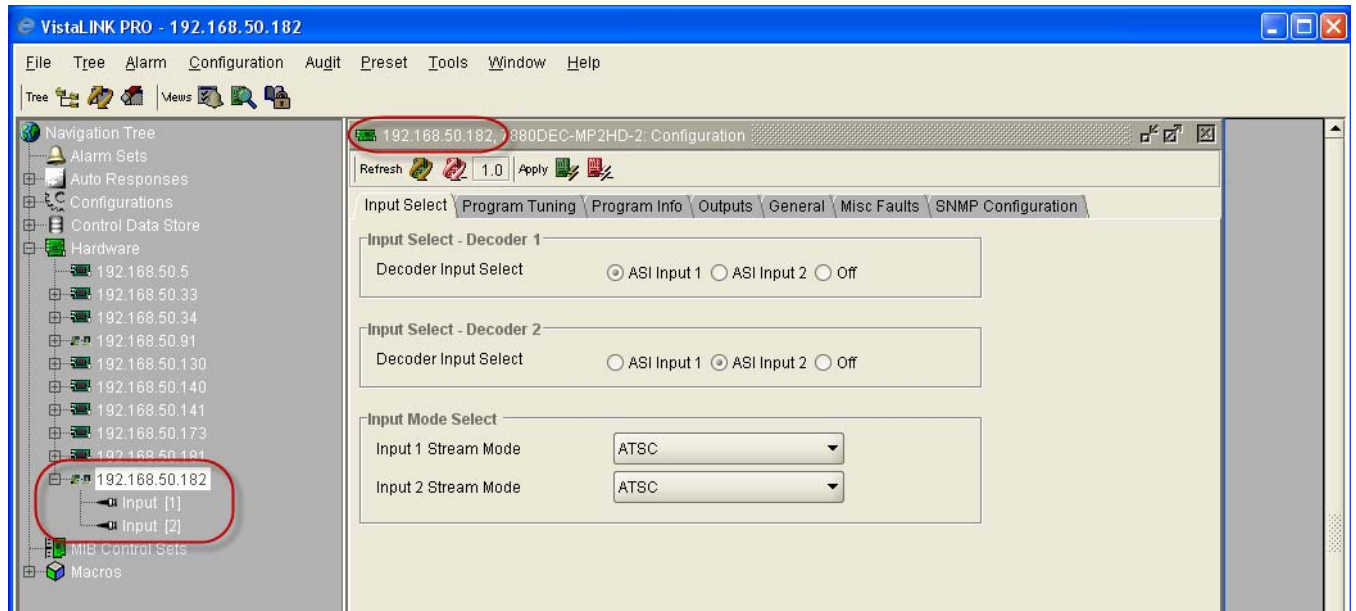 VistaLINK PRO - 192.168.50.182
File Tree Alarm Configuration Audit Preset Tools Window Help
Tree Views
Navigation Tree
Alarm Sets
Auto Responses
Configurations
Control Data Store
Hardware
192.168.50.5
192.168.50.33
192.168.50.34
192.168.50.91
192.168.50.130
192.168.50.140
192.168.50.141
192.168.50.173
192.168.50.181
192.168.50.182
Input [1]
Input [2]
MIB Control Sets
Macros
192.168.50.182, 7380DEC-MP2HD-2: Configuration
Refresh 1.0 Apply
Input Select Program Tuning Program Info Outputs General Misc Faults SNMP Configuration
Input Select - Decoder 1
Decoder Input Select ASI Input 1 ASI Input 2 Off
Input Select - Decoder 2
Decoder Input Select ASI Input 1 ASI Input 2 Off
Input Mode Select
Input 1 Stream Mode ATSC
Input 2 Stream Mode ATSC